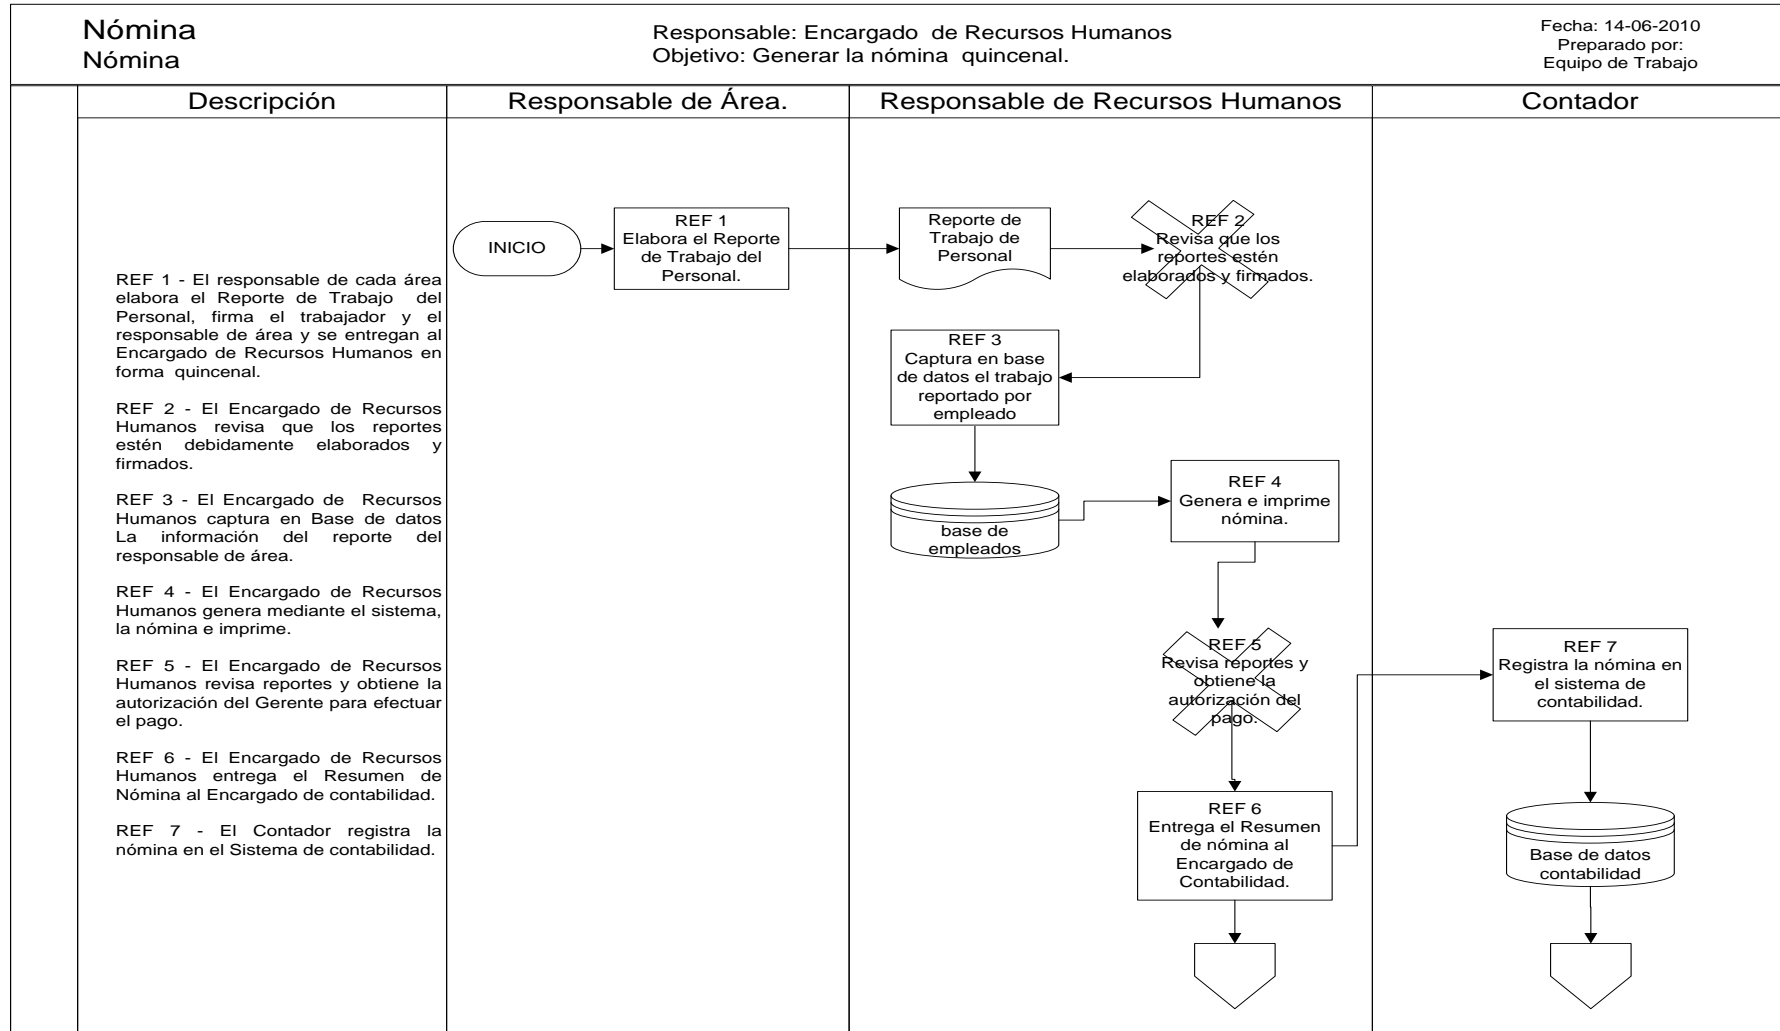 Nómina
Nómina
Responsable: Encargado de Recursos Humanos
Objetivo: Generar la nómina quincenal.
Fecha: 14-06-2010
Preparado por:
Equipo de Trabajo
Descripción
Responsable de Área.
Responsable de Recursos Humanos
Contador
REF 1 - El responsable de cada área
elabora el Reporte de Trabajo del
Personal, firma el trabajador y el
responsable de área y se entregan al
Encargado de Recursos Humanos en
forma quincenal.
REF 2 - El Encargado de Recursos
Humanos revisa que los reportes
estén debidamente elaborados y
firmados.
REF 3 - El Encargado de Recursos
Humanos captura en Base de datos
La información del reporte del
responsable de área.
REF 4 - El Encargado de Recursos
Humanos genera mediante el sistema,
la nómina e imprime.
REF 5 - El Encargado de Recursos
Humanos revisa reportes y obtiene la
autorización del Gerente para efectuar
el pago.
REF 6 - El Encargado de Recursos
Humanos entrega el Resumen de
Nómina al Encargado de contabilidad.
REF 7 - El Contador registra la
nómina en el Sistema de contabilidad.
INICIO
REF 1
Elabora el Reporte
de Trabajo del
Personal.
Reporte de
Trabajo de
Personal
REF 2
Revisa que los
reportes estén
elaborados y firmados.
REF 3
Captura en base
de datos el trabajo
reportado por
empleado
base de
empleados
REF 4
Genera e imprime
nómina.
REF 5
Revisa reportes y
obtiene la
autorización del
pago.
REF 6
Entrega el Resumen
de nómina al
Encargado de
Contabilidad.
REF 7
Registra la nómina en
el sistema de
contabilidad.
Base de datos
contabilidad